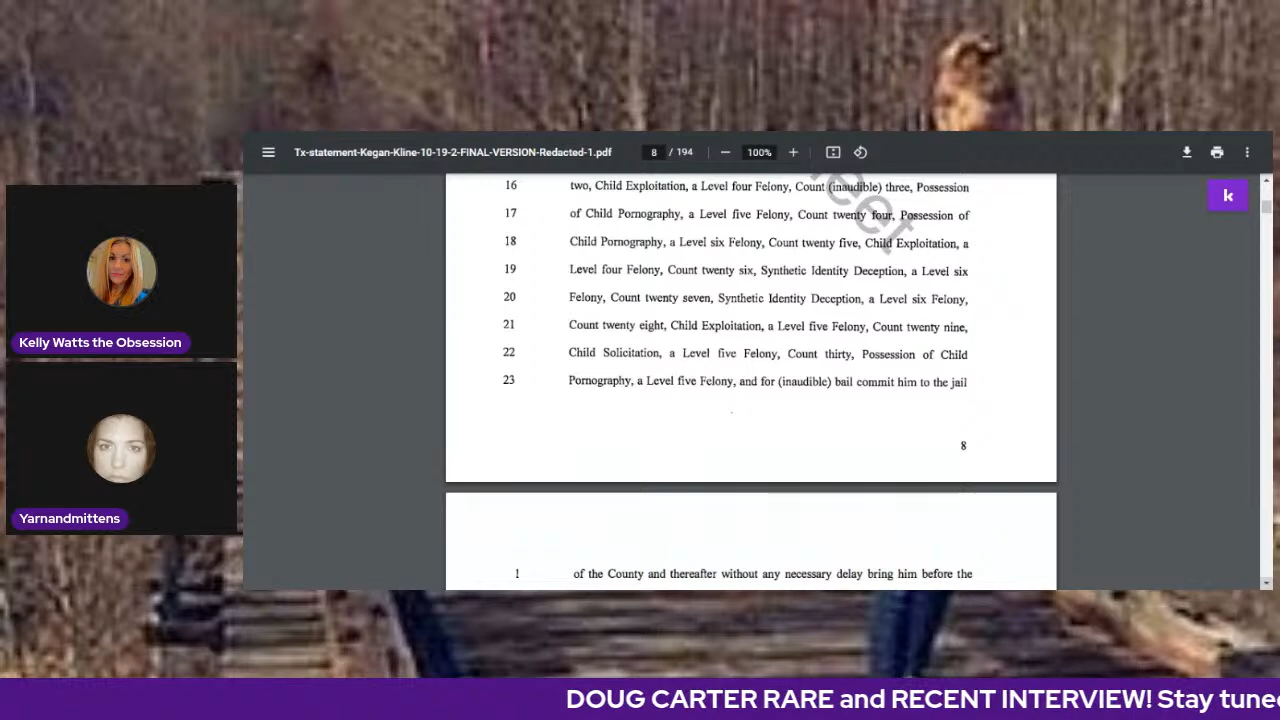 Tx-statement-Kegan-Kline-10-19-2-FINAL-VERSION-Redacted-1.pdf 8 / 194 100%
k
16 two, Child Exploitation, a Level four Felony, Count (inaudible) three, Possession
17 of Child Pornography, a Level five Felony, Count twenty four, Possession of
18 Child Pornography, a Level six Felony, Count twenty five, Child Exploitation, a
19 Level four Felony, Count twenty six, Synthetic Identity Deception, a Level six
20 Felony, Count twenty seven, Synthetic Identity Deception, a Level six Felony,
21 Count twenty eight, Child Exploitation, a Level five Felony, Count twenty nine,
22 Child Solicitation, a Level five Felony, Count thirty, Possession of Child
23 Pornography, a Level five Felony, and for (inaudible) bail commit him to the jail
8
1 of the County and thereafter without any necessary delay bring him before the
Kelly Watts the Obsession
Yarnandmittens
DOUG CARTER RARE and RECENT INTERVIEW! Stay tune